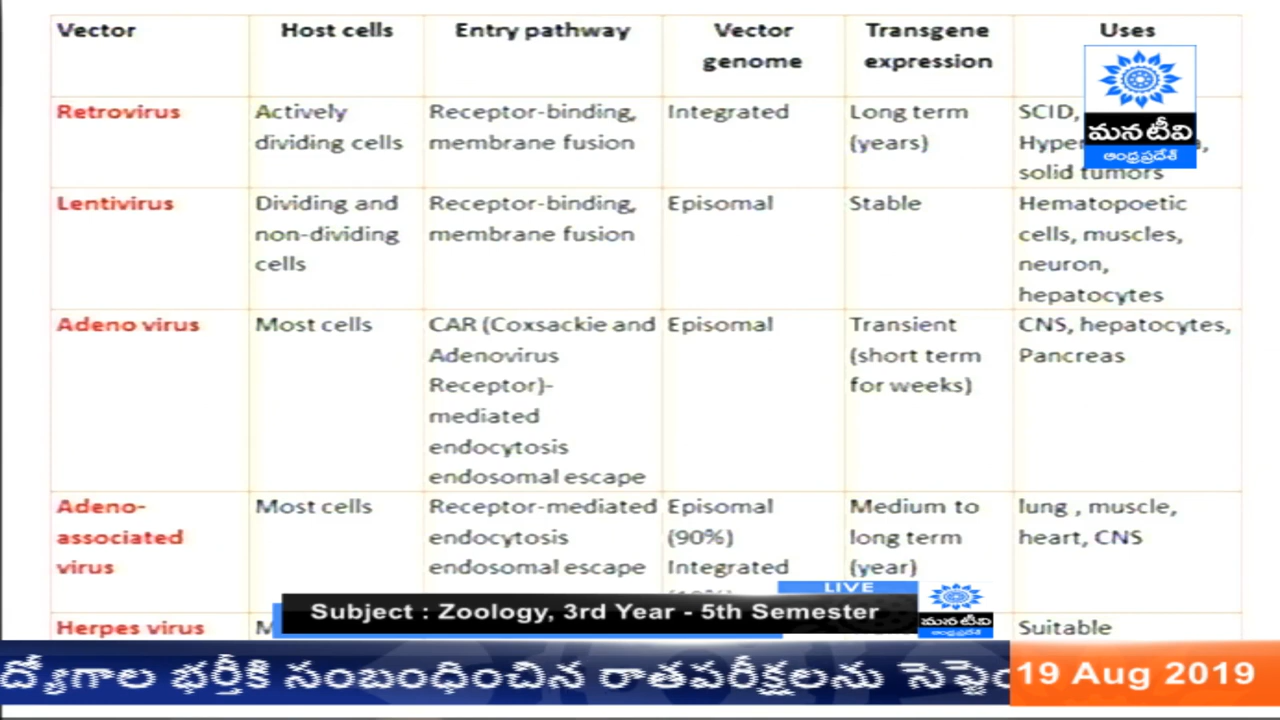 Vector Host cells Entry pathway Vector genome Transgene expression Uses
Retrovirus
Actively
dividing cells
Receptor-binding,
membrane fusion
Integrated
Long term
(years)
SCID,
solid tumors
Lentivirus
Dividing and
non-dividing
cells
Receptor-binding,
membrane fusion
Episomal
Stable
Hematopoetic
cells, muscles,
neuron,
hepatocytes
Adeno virus
Most cells
CAR (Coxsackie and
Adenovirus
Receptor)-
mediated
endocytosis
endosomal escape
Episomal
Transient
(short term
for weeks)
CNS, hepatocytes,
Pancreas
Adeno-
associated
virus
Most cells
Receptor-mediated
endocytosis
endosomal escape
Episomal
(90%)
Integrated
Medium to
long term
(year)
lung , muscle,
heart, CNS
Herpes virus
Suitable
మన టీవి
ఆంధ్రప్రదేశ్
LIVE
Subject : Zoology, 3rd Year - 5th Semester
మన టీవి
ఆంధ్రప్రదేశ్
ద్యోగాల భర్తీకి సంబంధించిన రాతపరీక్షలను
19 Aug 2019